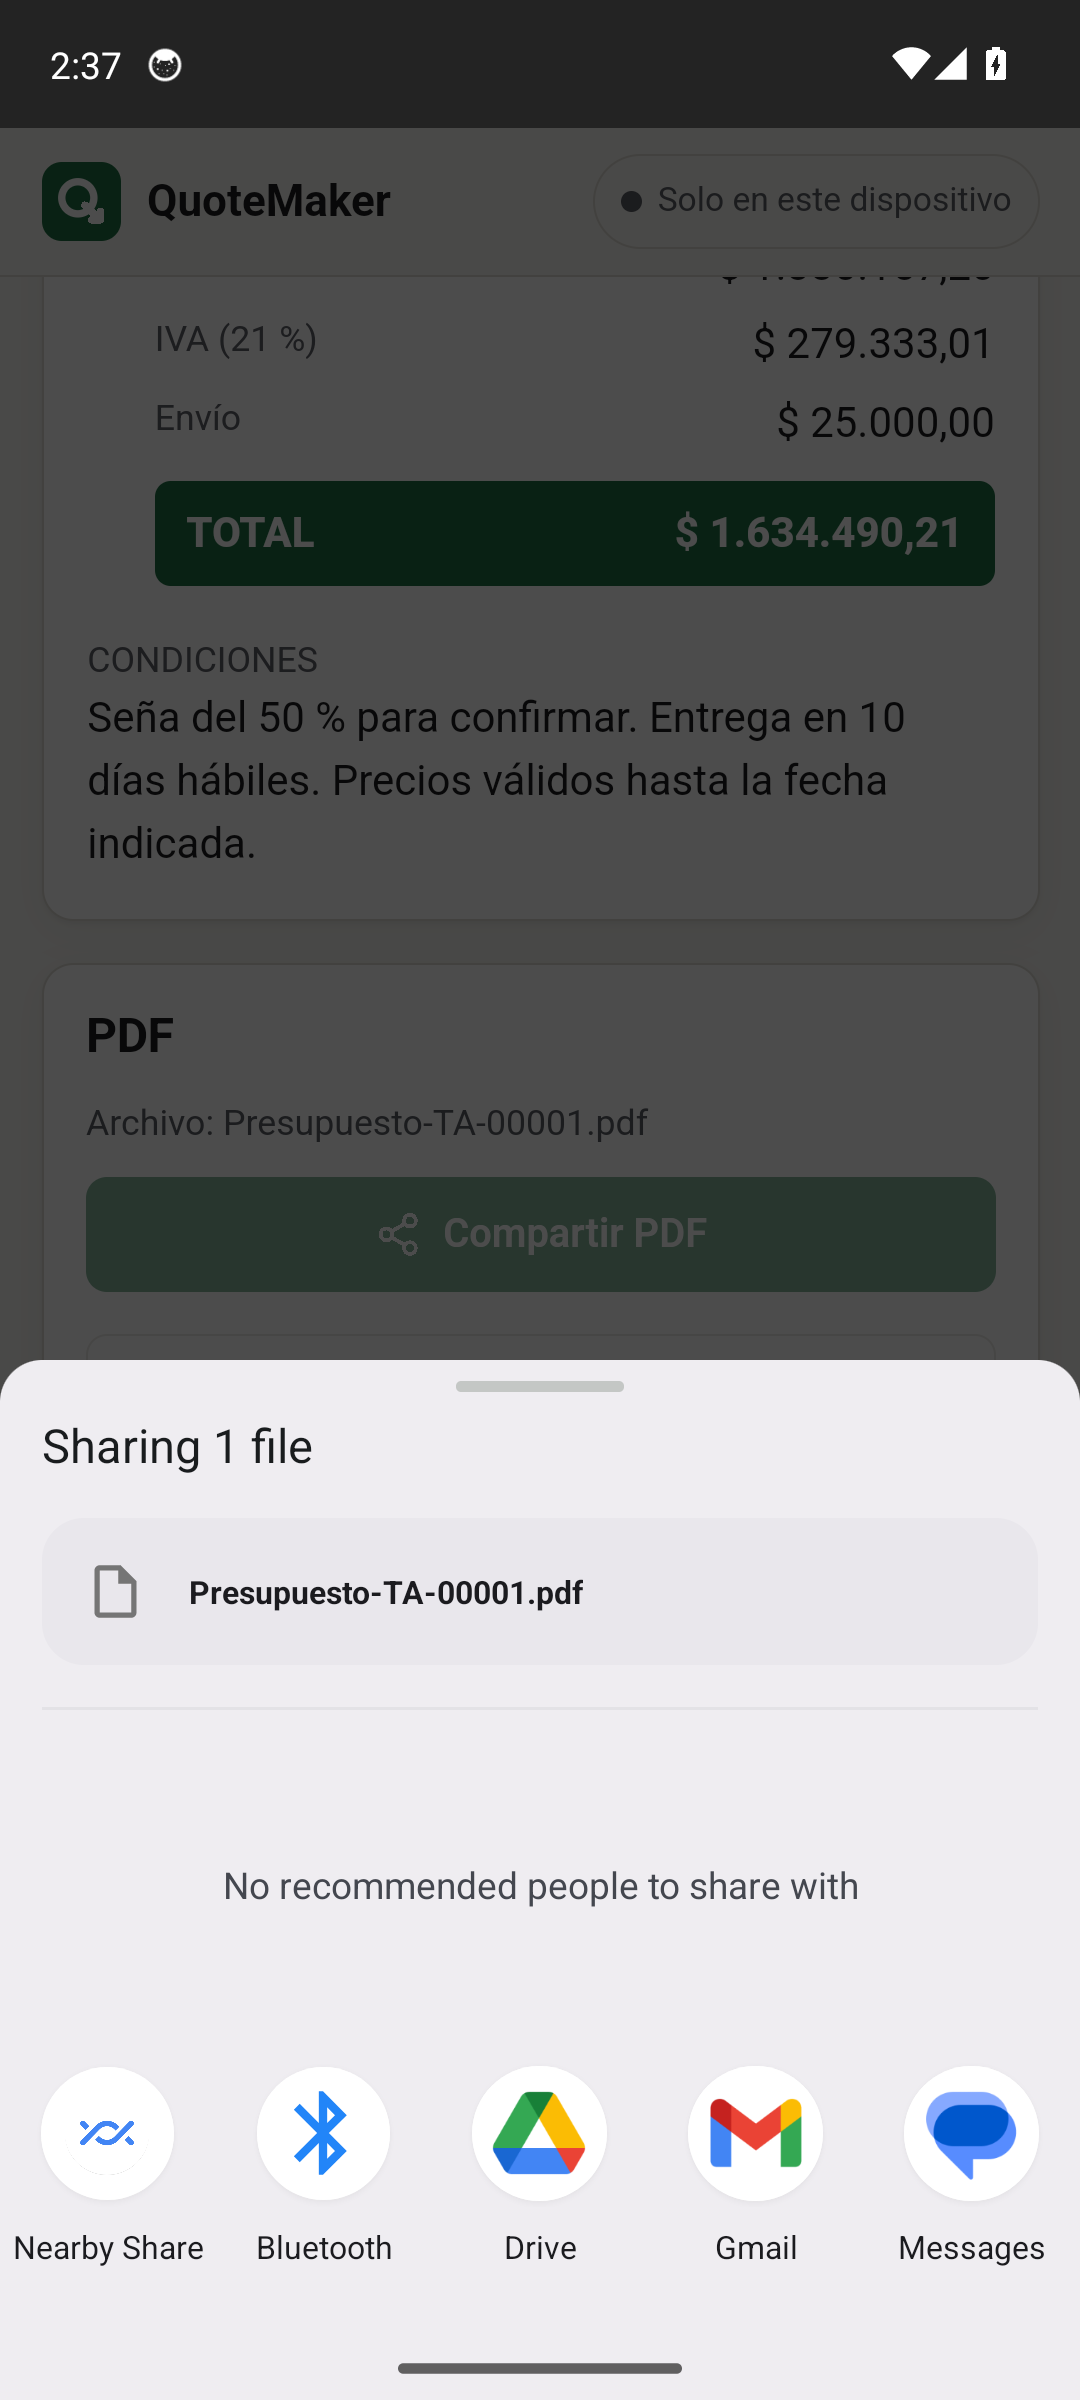 2:37
QuoteMaker
Solo en este dispositivo
IVA (21 %)
$ 279.333,01
Envío
$ 25.000,00
TOTAL
$ 1.634.490,21
CONDICIONES
Seña del 50 % para confirmar. Entrega en 10
días hábiles. Precios válidos hasta la fecha
indicada.
PDF
Archivo: Presupuesto-TA-00001.pdf
Compartir PDF
Sharing 1 file
Presupuesto-TA-00001.pdf
No recommended people to share with
Nearby Share
Bluetooth
Drive
Gmail
Messages